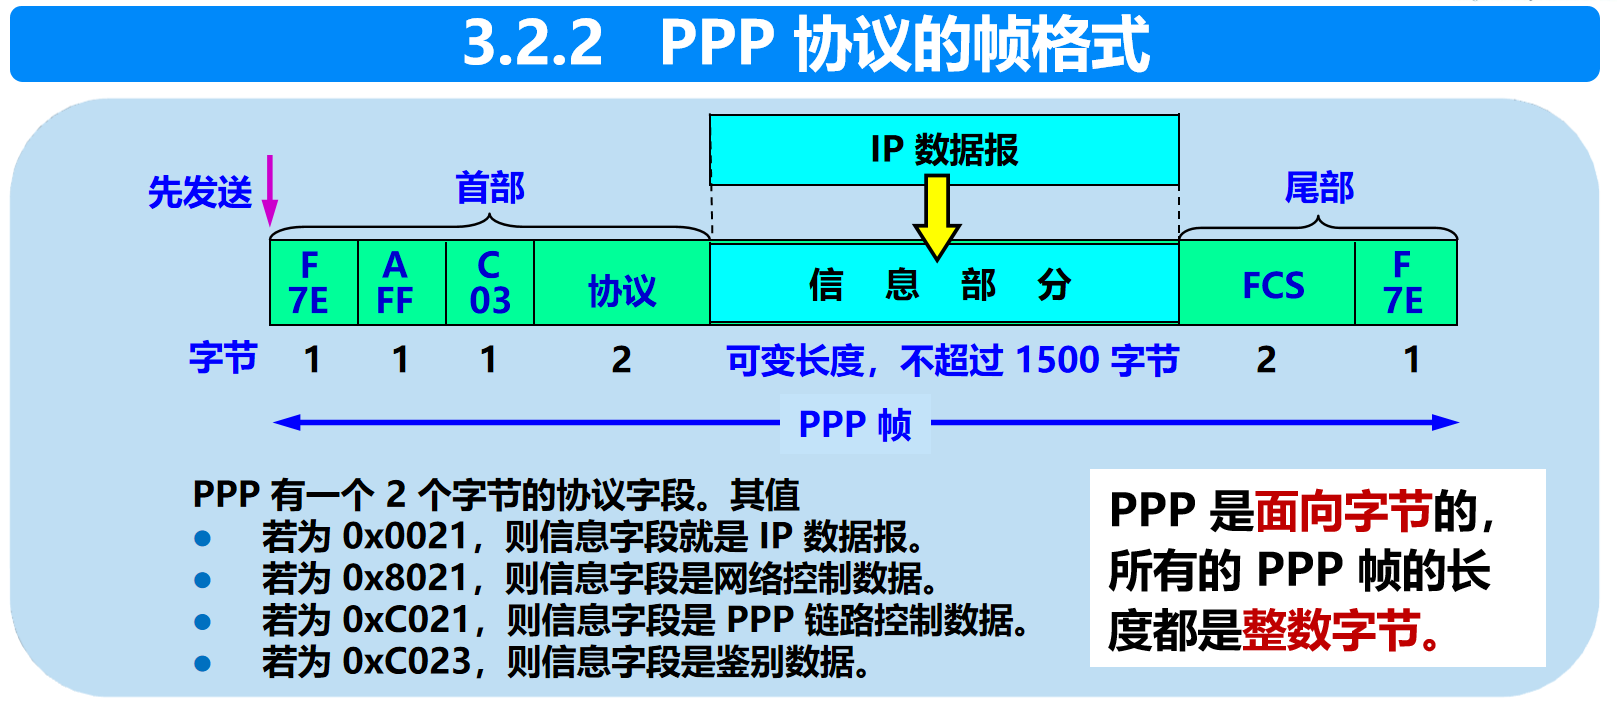 3.2.2 PPP 协议的帧格式
IP 数据报
先发送
首部
尾部
F
7E
A
FF
C
03
协议
信 息 部 分
FCS
F
7E
字节
1
1
1
2
可变长度，不超过 1500 字节
2
1
PPP 帧
PPP 有一个 2 个字节的协议字段。其值
● 若为 0x0021，则信息字段就是 IP 数据报。
● 若为 0x8021，则信息字段是网络控制数据。
● 若为 0xC021，则信息字段是 PPP 链路控制数据。
● 若为 0xC023，则信息字段是鉴别数据。
PPP 是面向字节的，
所有的 PPP 帧的长
度都是整数字节。